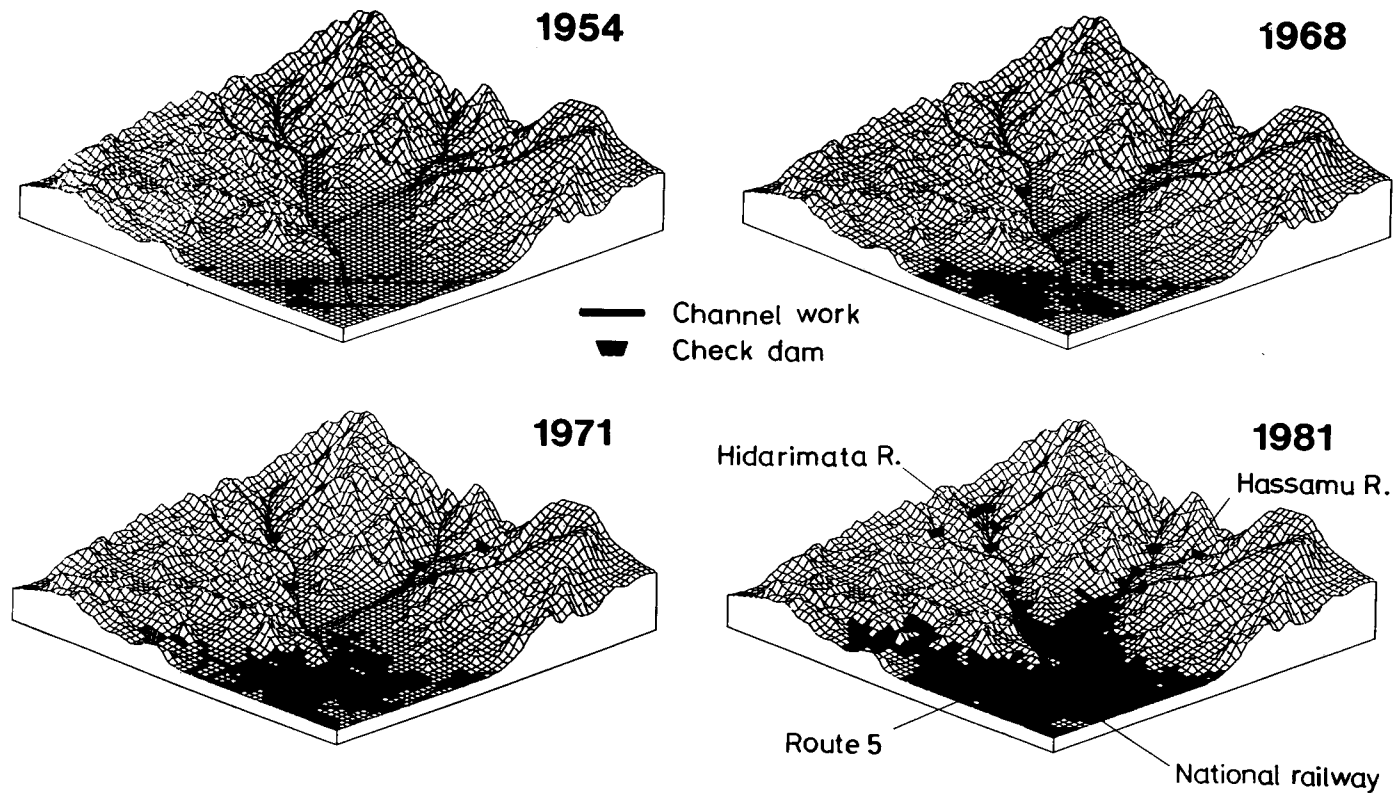 1954
1968
Channel work
Check dam
1971
1981
Hidarimata R.
Hassamu R.
Route 5
National railway